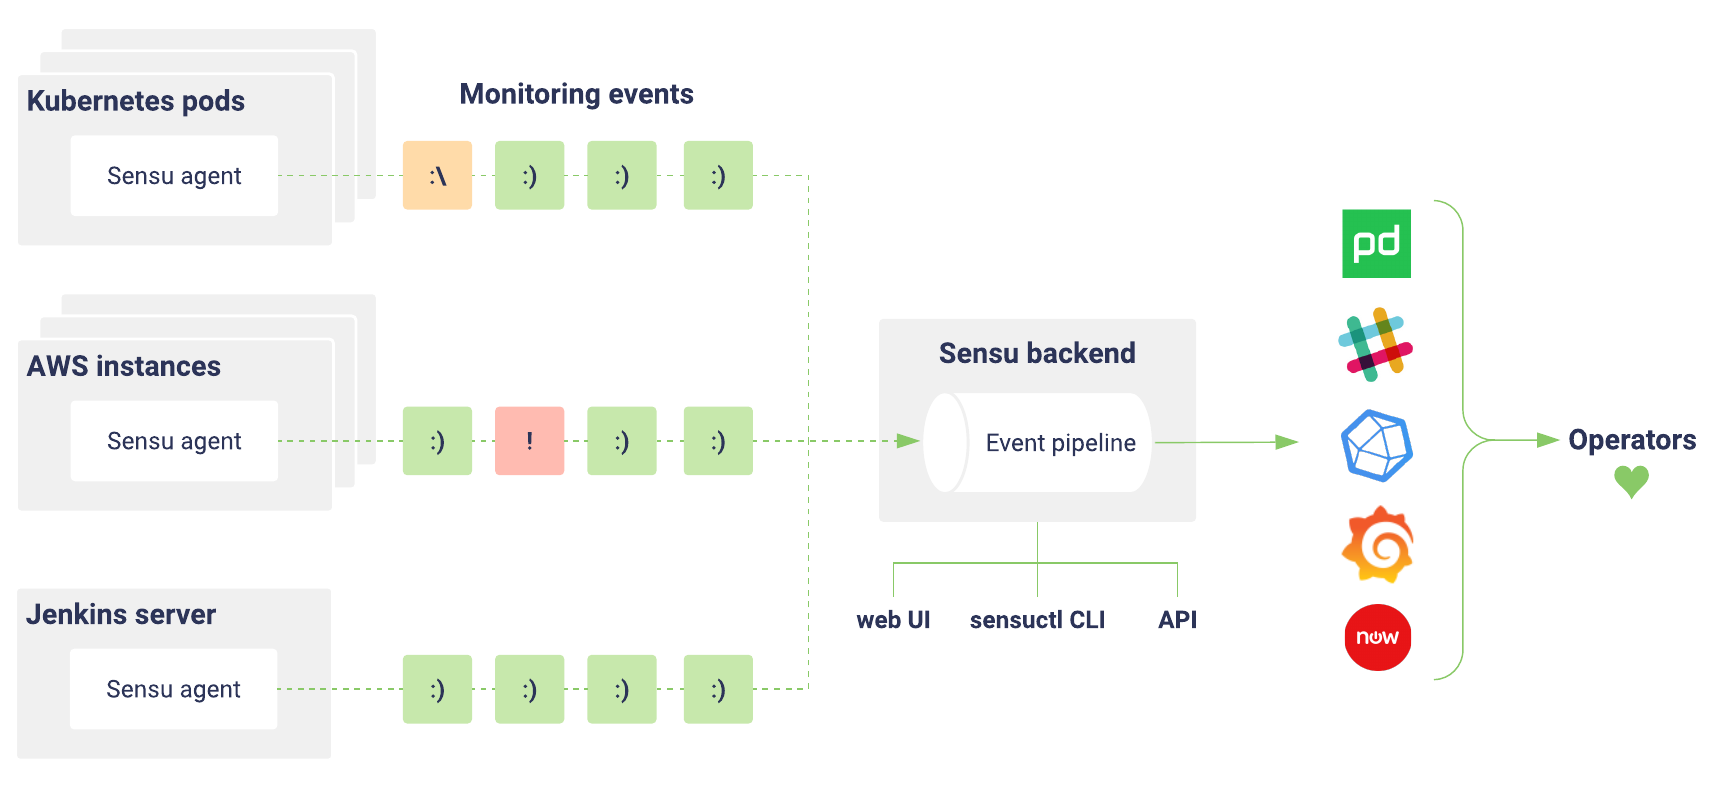 Monitoring events
Kubernetes pods
Sensu agent
:\ :) :) :)
AWS instances
Sensu agent
:) ! :) :)
Jenkins server
Sensu agent
:) :) :) :)
Sensu backend
Event pipeline
web UI
sensuctl CLI
API
pd
now
Operators